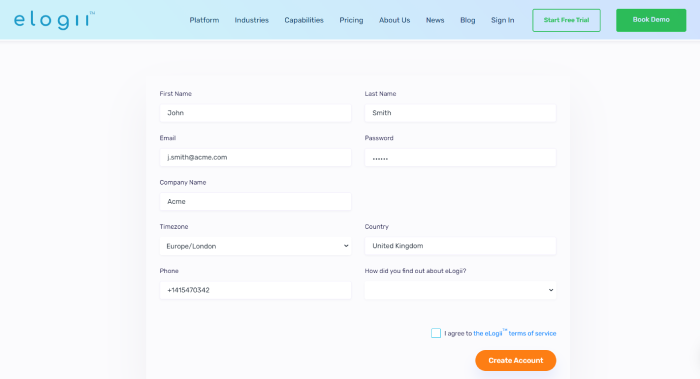 elogii™
Platform Industries Capabilities Pricing About Us News Blog Sign In Start Free Trial Book Demo
First Name Last Name
John Smith
Email Password
j.smith@acme.com ••••••
Company Name
Acme
Timezone Country
Europe/London United Kingdom
Phone How did you find out about eLogii?
+1415470342
I agree to the eLogii™ terms of service
Create Account